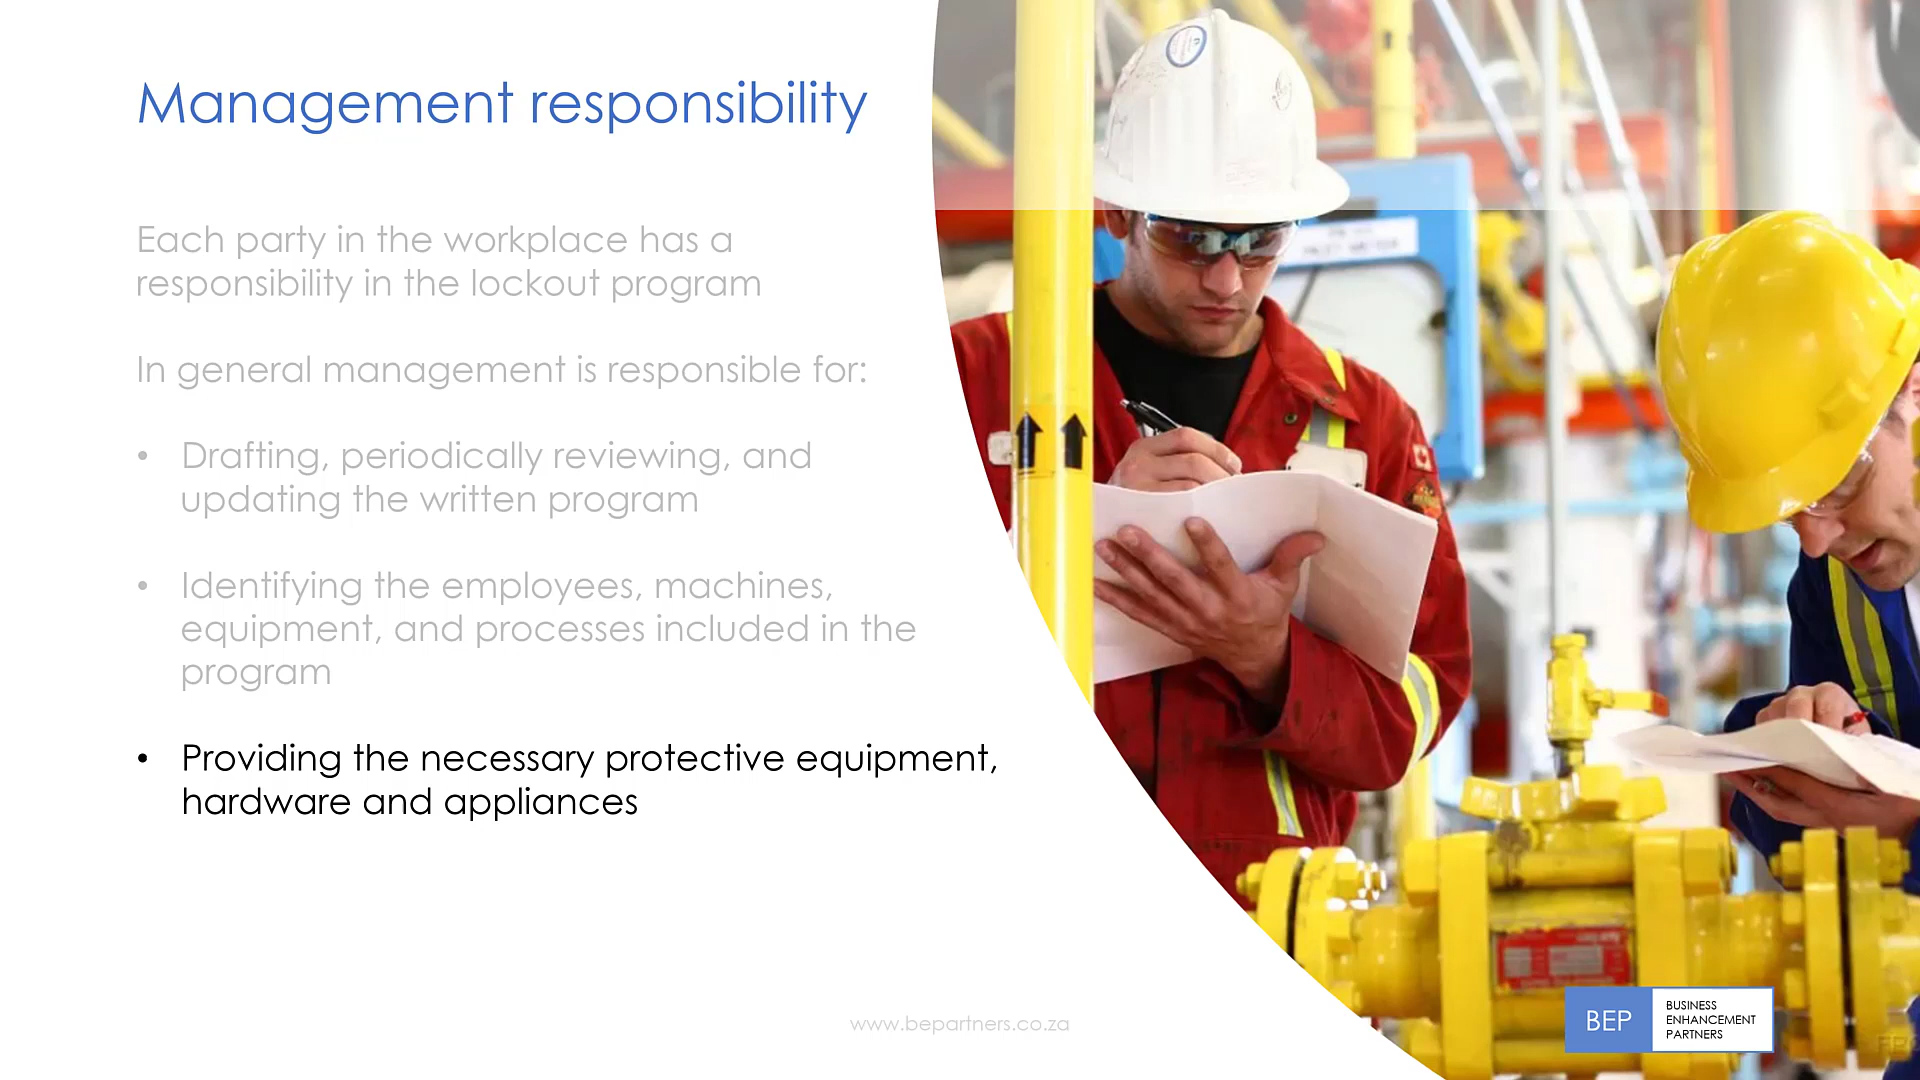 Management responsibility
Each party in the workplace has a
responsibility in the lockout program
In general management is responsible for:
• Drafting, periodically reviewing, and
updating the written program
• Identifying the employees, machines,
equipment, and processes included in the
program
• Providing the necessary protective equipment,
hardware and appliances
www.bepartners.co.za
BEP
BUSINESS
ENHANCEMENT
PARTNERS